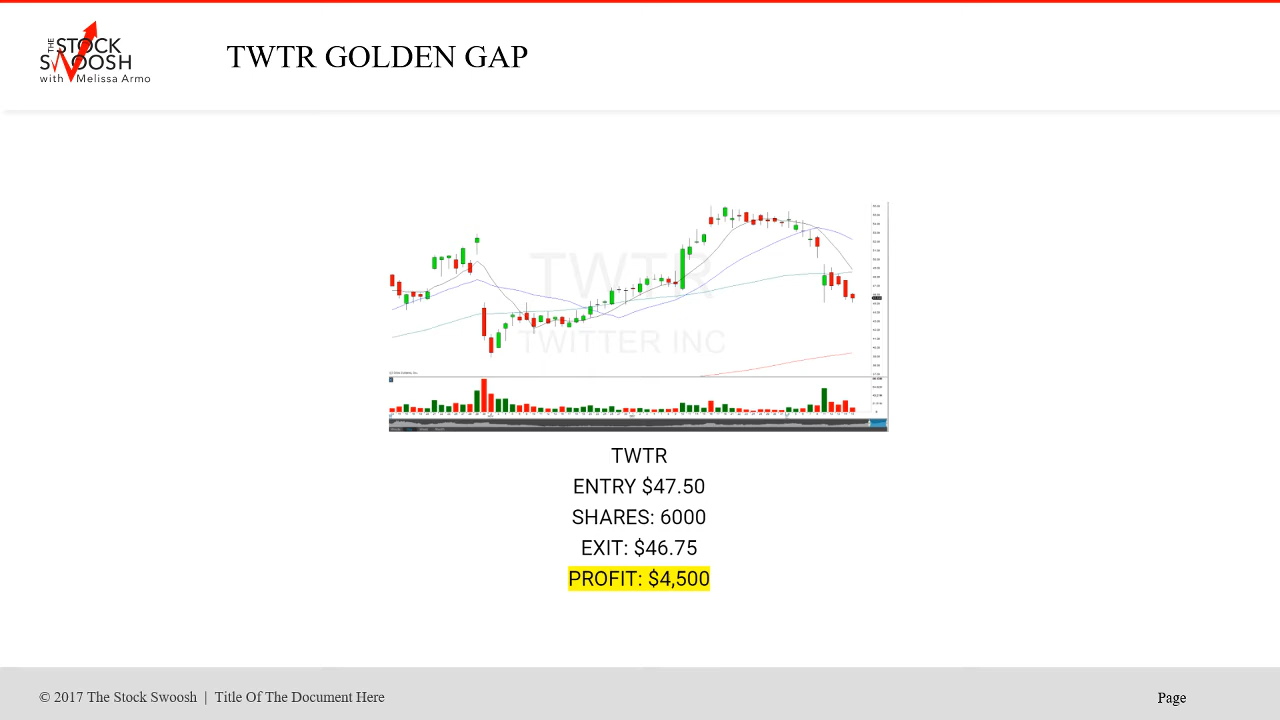 THE STOCK
SWOOSH
with Melissa Armo
TWTR GOLDEN GAP
TWTR
TWITTER INC
TWTR
ENTRY $47.50
SHARES: 6000
EXIT: $46.75
PROFIT: $4,500
© 2017 The Stock Swoosh | Title Of The Document Here
Page